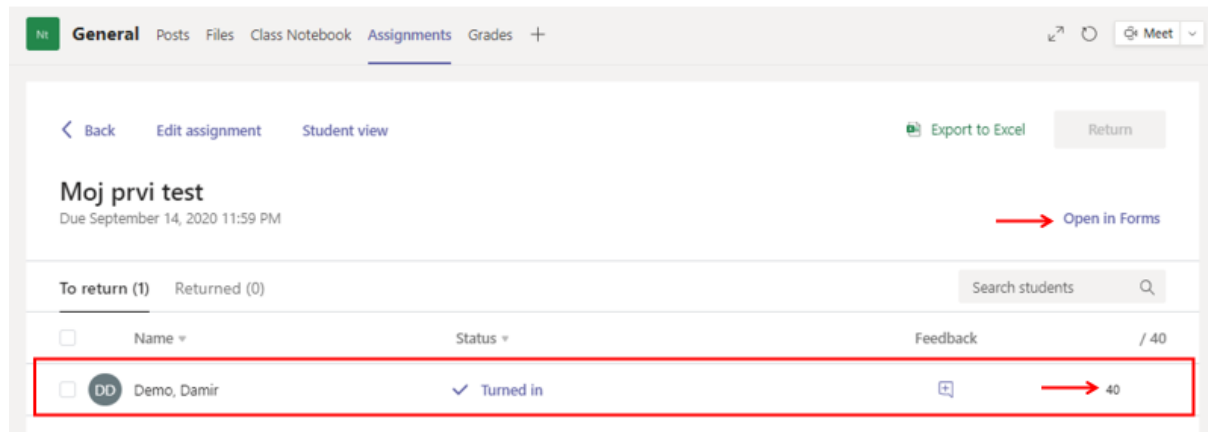 Nt General Posts Files Class Notebook Assignments Grades + Meet
Back Edit assignment Student view Export to Excel Return
Moj prvi test
Due September 14, 2020 11:59 PM
Open in Forms
To return (1) Returned (0) Search students
Name Status Feedback / 40
DD Demo, Damir Turned in 40